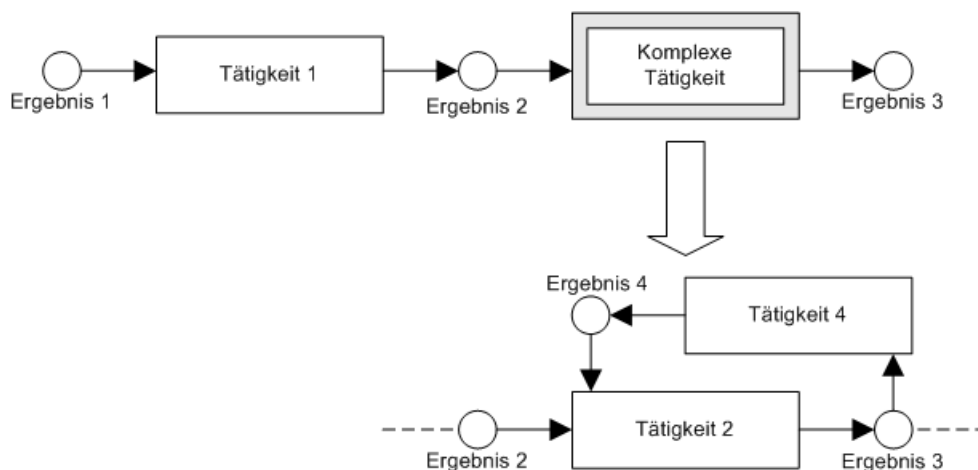 Ergebnis 1
Tätigkeit 1
Ergebnis 2
Komplexe
Tätigkeit
Ergebnis 3
Ergebnis 4
Tätigkeit 4
Ergebnis 2
Tätigkeit 2
Ergebnis 3